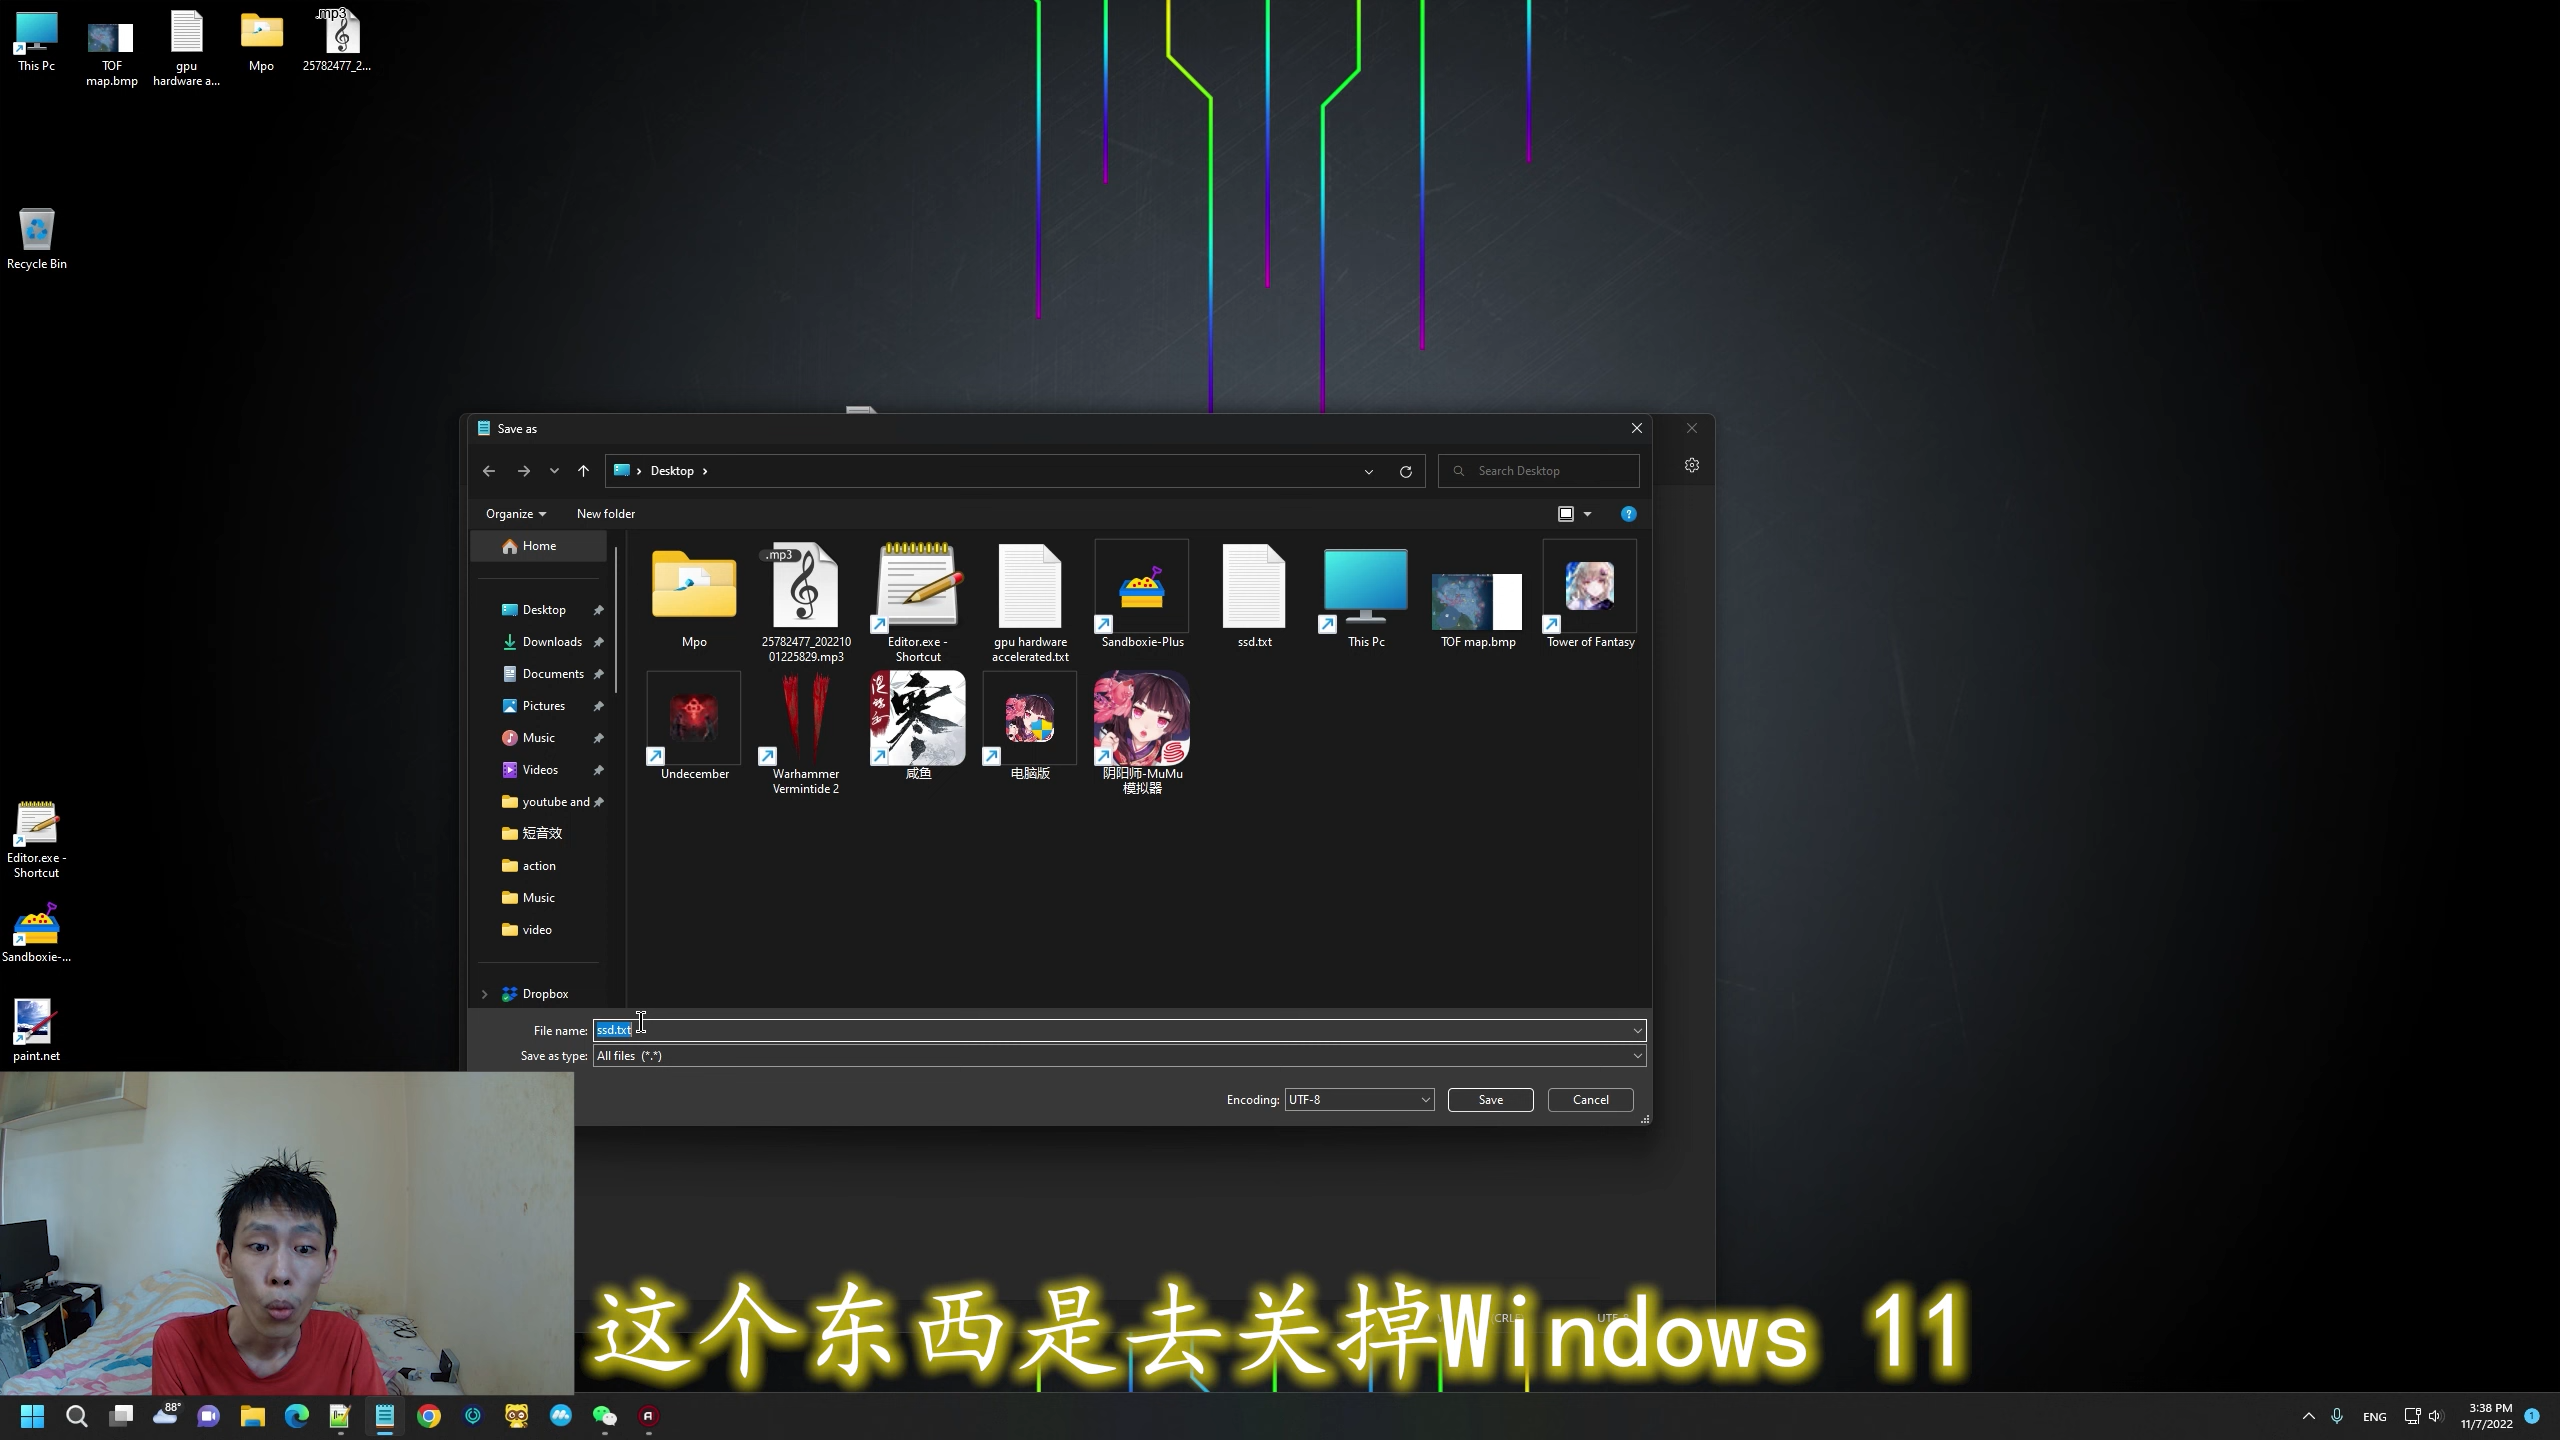 This Pc
TOF
map.bmp
gpu
hardware a...
Mpo
.mp3
25782477_2...
Recycle Bin
Editor.exe -
Shortcut
Sandboxie-...
paint.net
Save as
Desktop
Search Desktop
Organize
New folder
Home
Desktop
Downloads
Documents
Pictures
Music
Videos
youtube and
短音效
action
Music
video
Dropbox
Mpo
.mp3
25782477_202210
01225829.mp3
Editor.exe -
Shortcut
gpu hardware
accelerated.txt
Sandboxie-Plus
ssd.txt
This Pc
TOF map.bmp
Tower of Fantasy
Undecember
Warhammer
Vermintide 2
咸鱼
电脑版
阴阳师-MuMu
模拟器
File name: ssd.txt
Save as type: All files (*.*)
Encoding: UTF-8
Save
Cancel
这个东西是去关掉Windows 11
88°
ENG
3:38 PM
11/7/2022
1